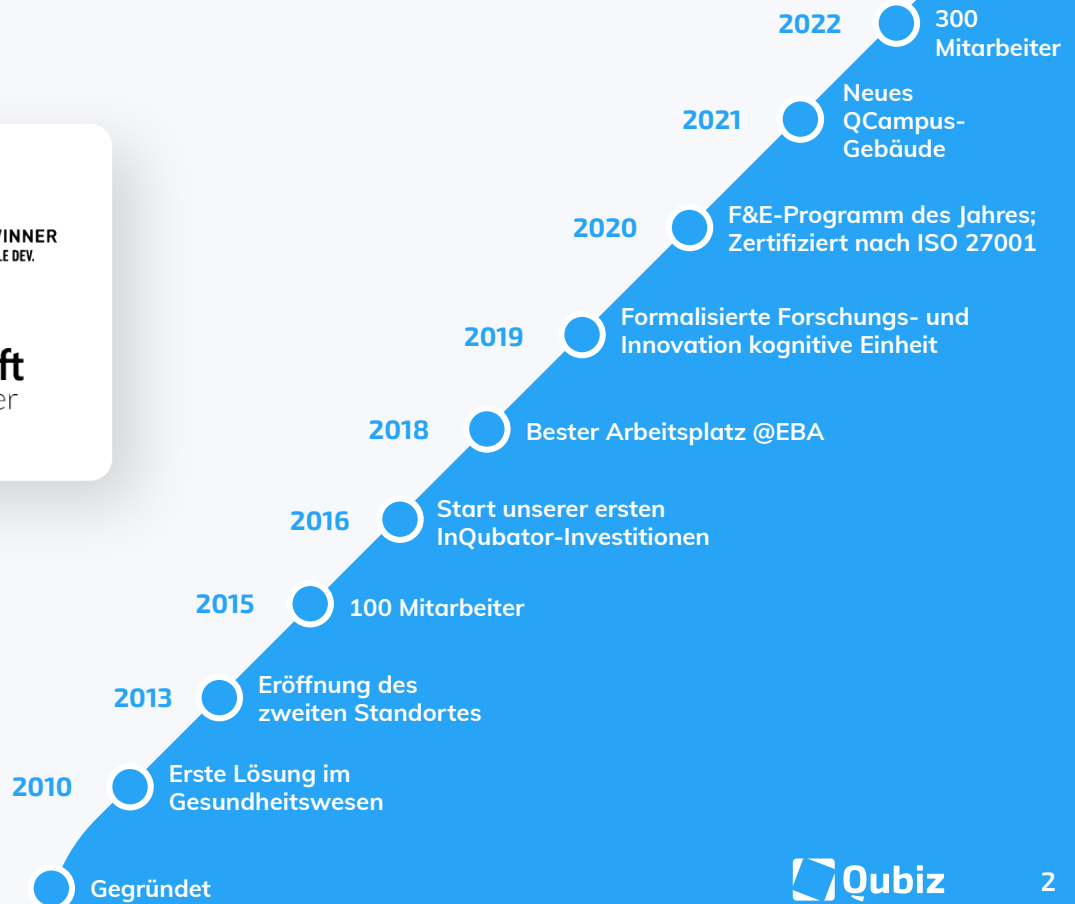 2022
300
Mitarbeiter
2021
Neues
QCampus-
Gebäude
2020
F&E-Programm des Jahres;
Zertifiziert nach ISO 27001
2019
Formalisierte Forschungs- und
Innovation kognitive Einheit
2018
Bester Arbeitsplatz @EBA
2016
Start unserer ersten
InQubator-Investitionen
2015
100 Mitarbeiter
2013
Eröffnung des
zweiten Standortes
2010
Erste Lösung im
Gesundheitswesen
Gegründet
Qubiz
2
DEV.